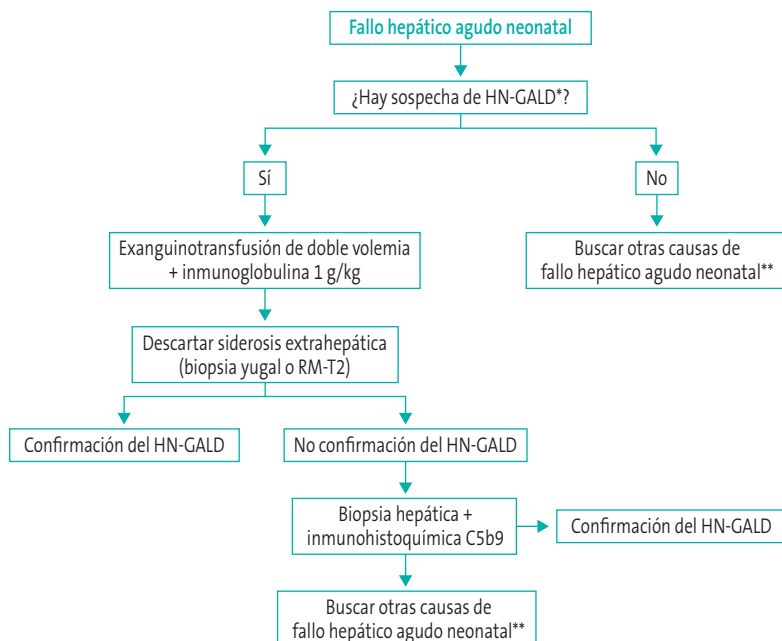 Fallo hepático agudo neonatal
¿Hay sospecha de HN-GALD*?
Sí
No
Exanguinotransfusión de doble volemia
+ inmunoglobulina 1 g/kg
Buscar otras causas de
fallo hepático agudo neonatal**
Descartar siderosis extrahepática
(biopsia yugal o RM-T2)
Confirmación del HN-GALD
No confirmación del HN-GALD
Biopsia hepática +
inmunohistoquímica C5b9
Confirmación del HN-GALD
Buscar otras causas de
fallo hepático agudo neonatal**